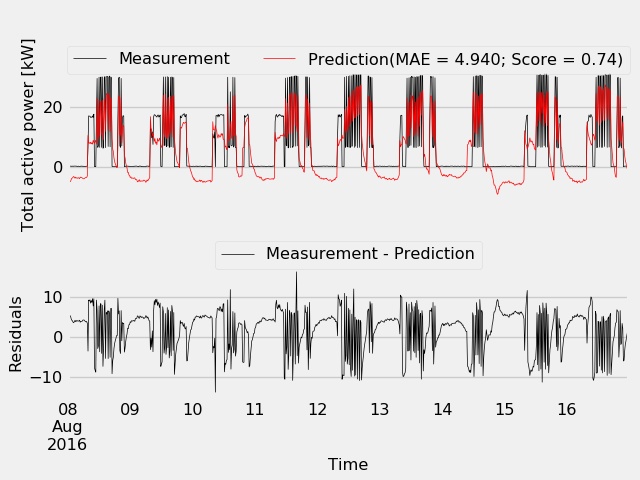 Measurement Prediction(MAE = 4.940; Score = 0.74)
Total active power [kW]
20
0
Measurement - Prediction
Residuals
10
0
−10
08 09 10 11 12 13 14 15 16
Aug
2016
Time